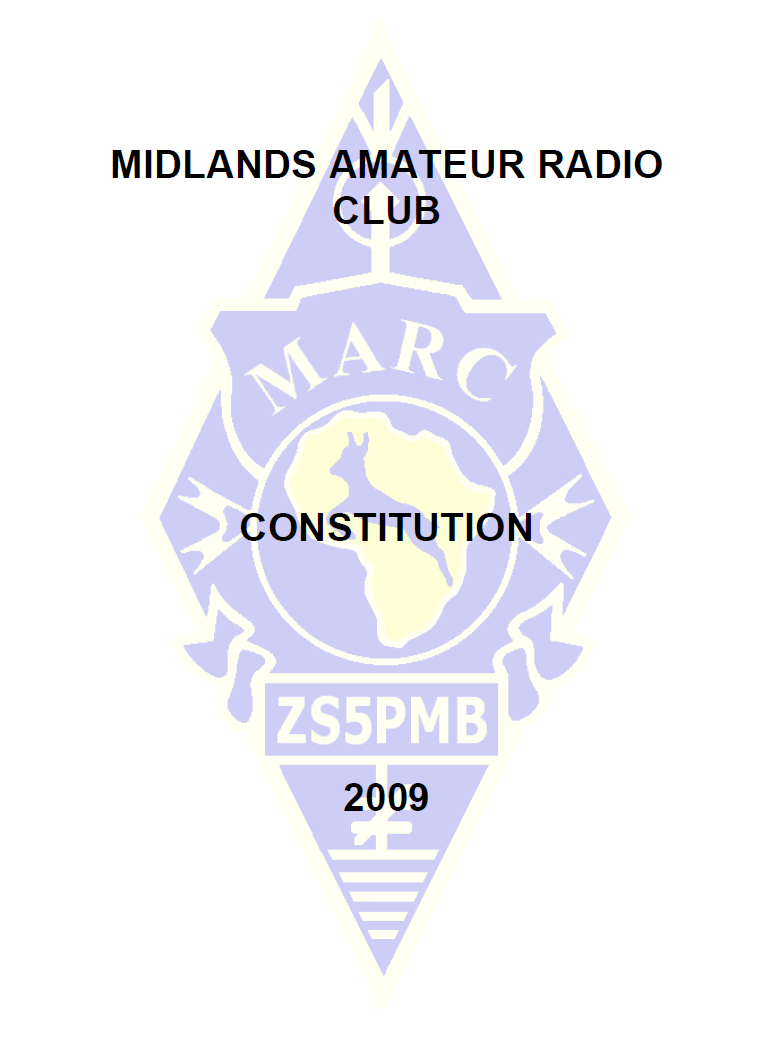 MIDLANDS AMATEUR RADIO
CLUB
MARC
CONSTITUTION
ZS5PMB
2009